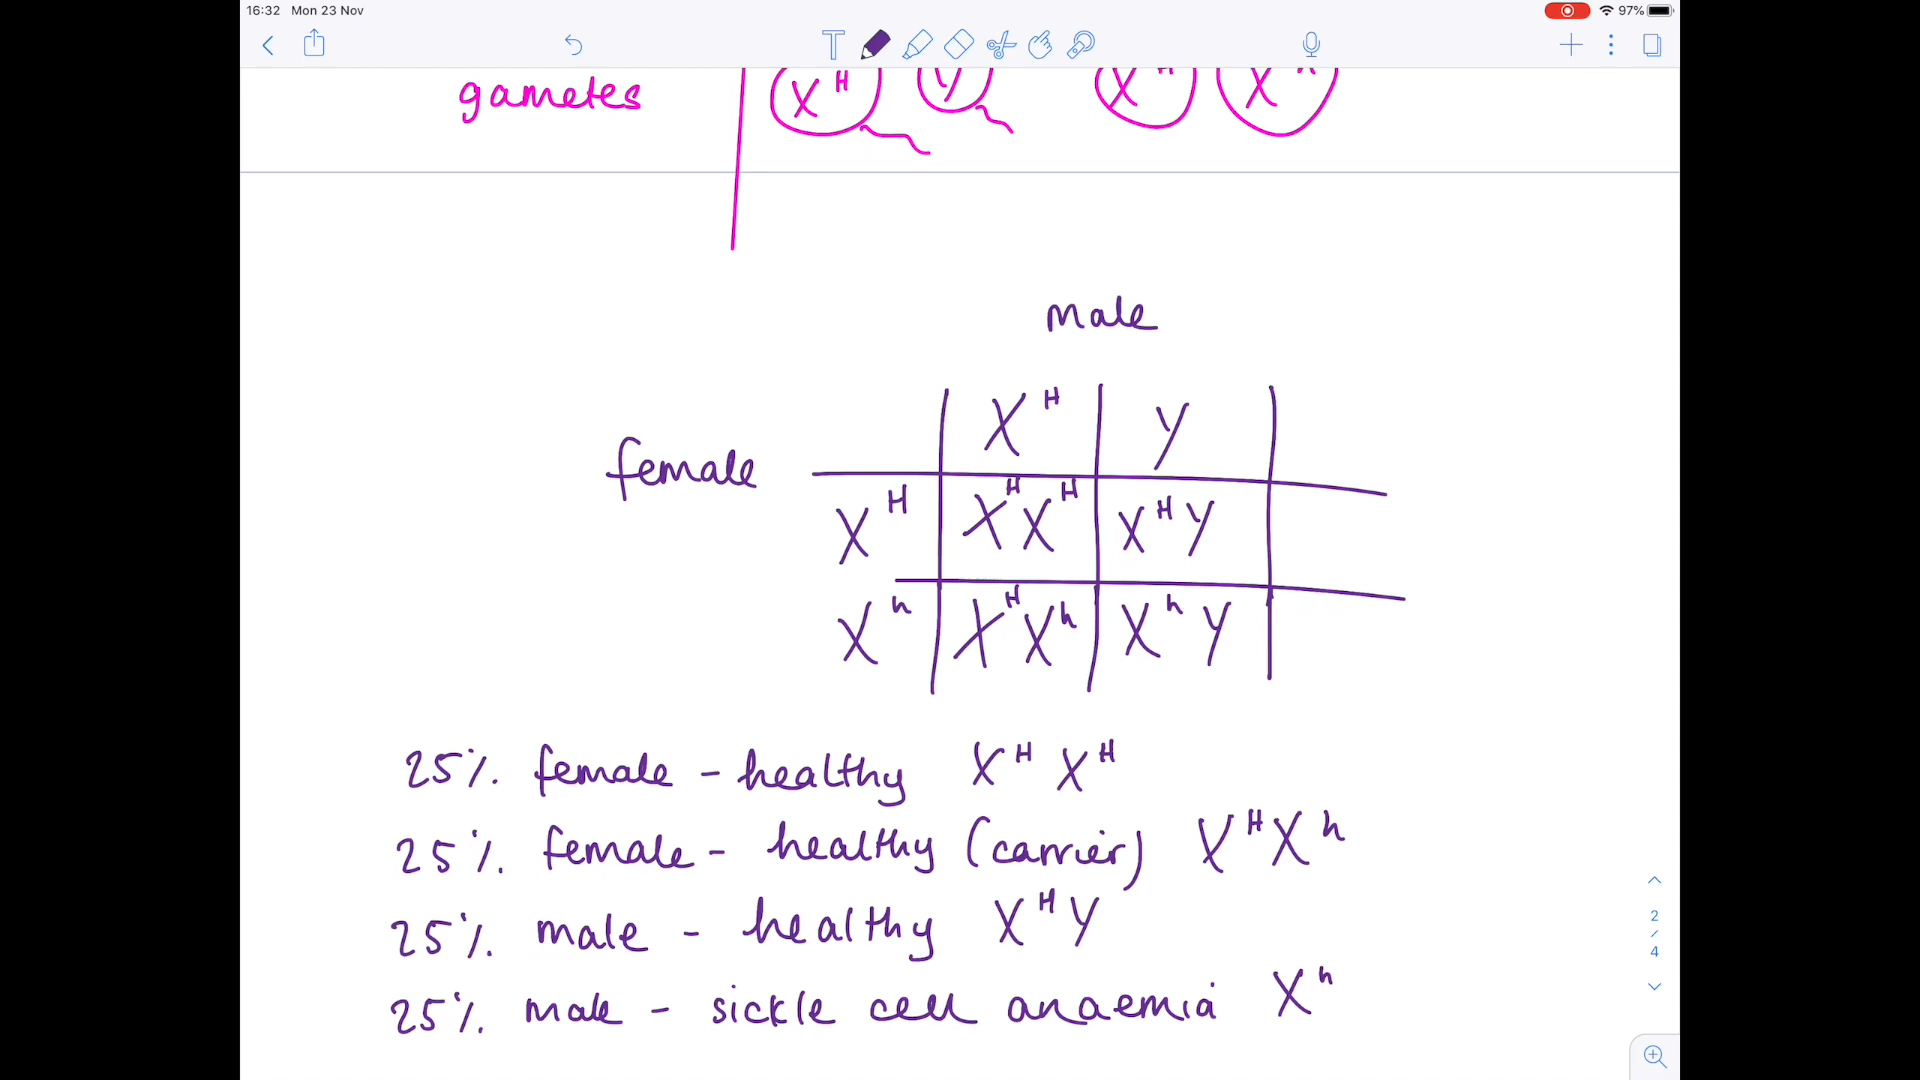 16:32 Mon 23 Nov
97%
T
gametes X^H Y X^H X^h
male
X^H Y
female
X^H X^H X^H X^H Y
X^h X^H X^h X^h Y
25% female - healthy X^H X^H
25% female - healthy (carrier) X^H X^h
25% male - healthy X^H Y
25% male - sickle cell anaemia X^h
2
/
4